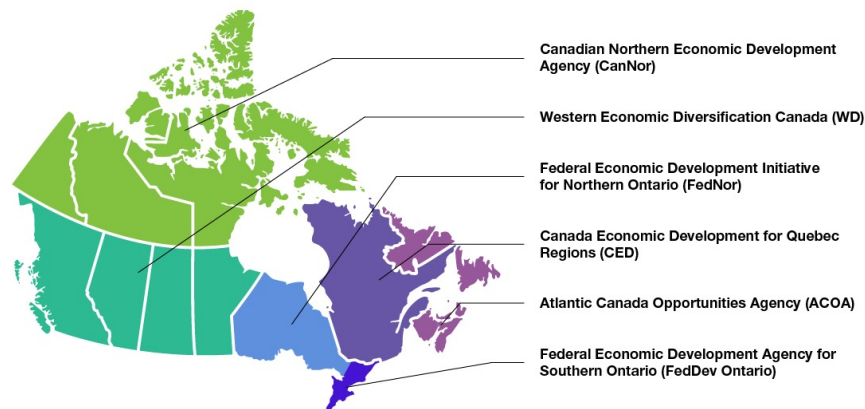 Canadian Northern Economic Development
Agency (CanNor)
Western Economic Diversification Canada (WD)
Federal Economic Development Initiative
for Northern Ontario (FedNor)
Canada Economic Development for Quebec
Regions (CED)
Atlantic Canada Opportunities Agency (ACOA)
Federal Economic Development Agency for
Southern Ontario (FedDev Ontario)